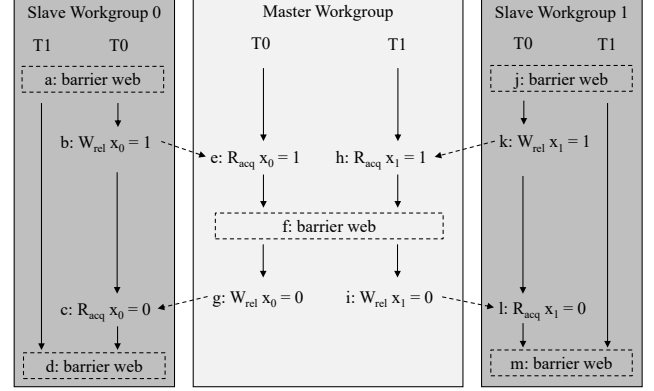 Slave Workgroup 0
T1 T0
a: barrier web
b: W_rel x_0 = 1
c: R_acq x_0 = 0
d: barrier web
Master Workgroup
T0 T1
e: R_acq x_0 = 1 h: R_acq x_1 = 1
f: barrier web
g: W_rel x_0 = 0 i: W_rel x_1 = 0
Slave Workgroup 1
T0 T1
j: barrier web
k: W_rel x_1 = 1
l: R_acq x_1 = 0
m: barrier web